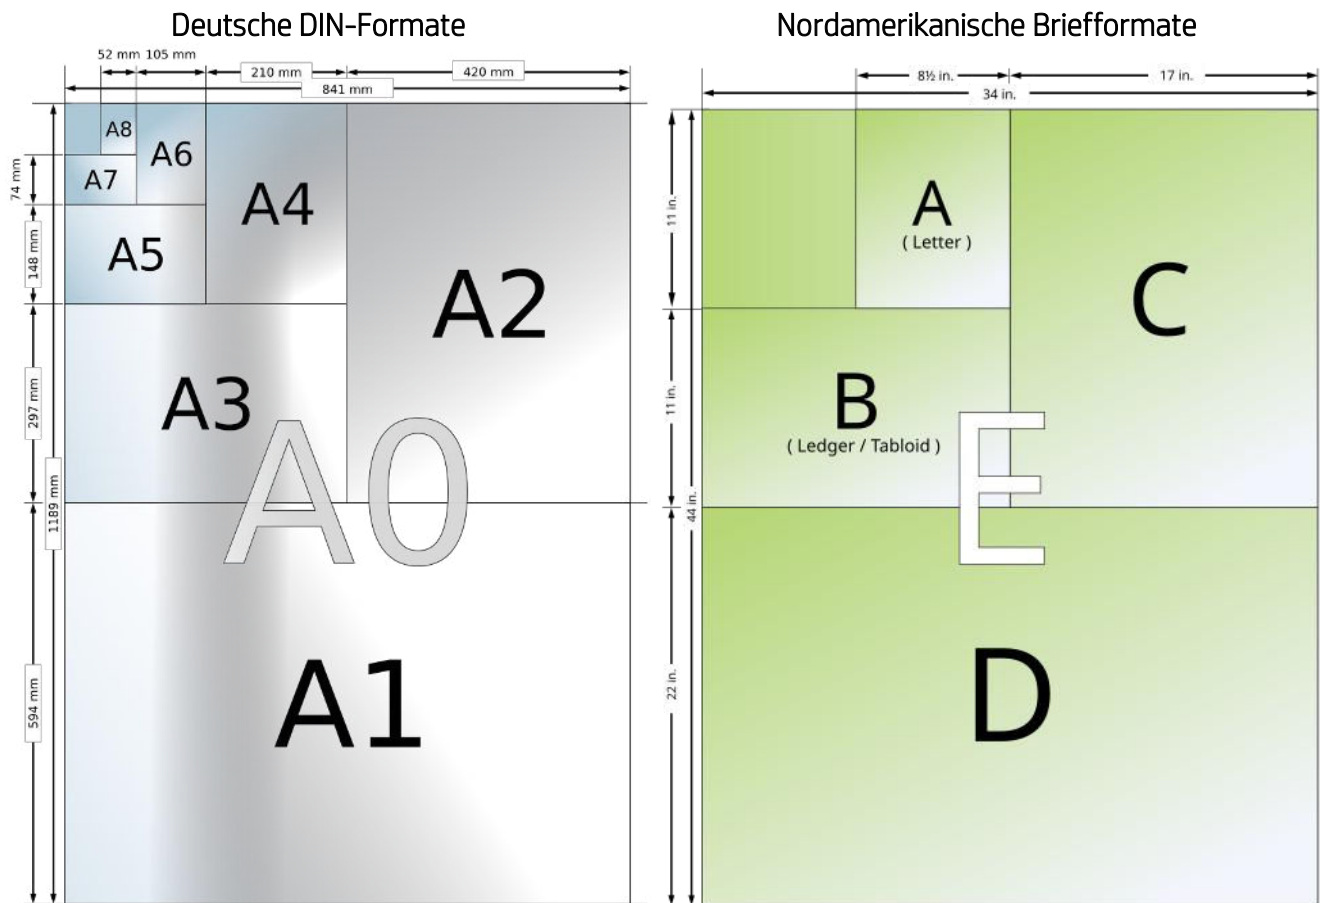 Deutsche DIN-Formate
52 mm 105 mm
210 mm
420 mm
841 mm
A8
A6
A7
74 mm
A4
A5
148 mm
A2
A3
297 mm
A0
1189 mm
A1
594 mm
Nordamerikanische Briefformate
8½ in.
17 in.
34 in.
11 in.
A
( Letter )
C
11 in.
B
( Ledger / Tabloid )
E
44 in.
22 in.
D